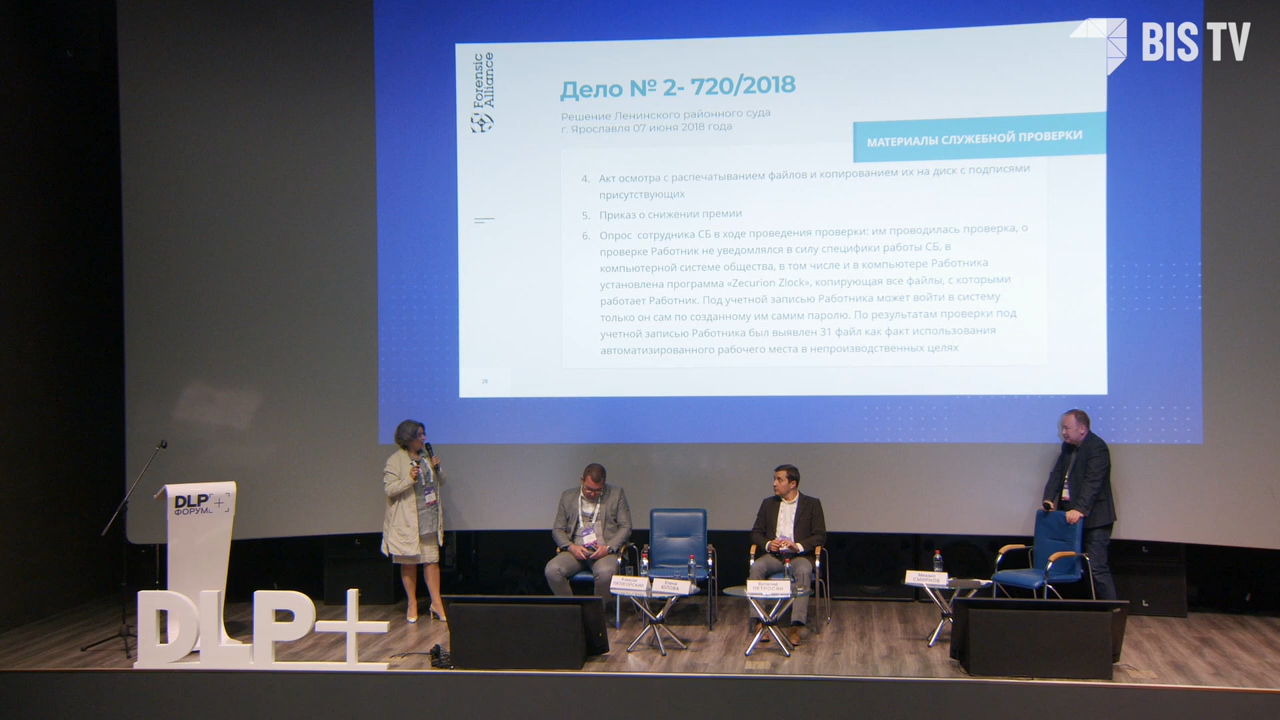 BIS TV
Forensic
Alliance
Дело № 2- 720/2018
Решение Ленинского районного суда
г. Ярославля 07 июня 2018 года
МАТЕРИАЛЫ СЛУЖЕБНОЙ ПРОВЕРКИ
4. Акт осмотра с распечатыванием файлов и копированием их на диск с подписями
присутствующих
5. Приказ о снижении премии
6. Опрос сотрудника СБ в ходе проведения проверки: им проводилась проверка, о
проверке Работник не уведомлялся в силу специфики работы СБ, в
компьютерной системе общества, в том числе и в компьютере Работника
установлена программа «Zecurion Zlock», копирующая все файлы, с которыми
работает Работник. Под учетной записью Работника может войти в систему
только он сам по созданному им самим паролю. По результатам проверки под
учетной записью Работника был выявлен 31 файл как факт использования
автоматизированного рабочего места в непроизводственных целях
28
DLP+
ФОРУМ
СМИРНОВ
ПЕТРОСЯН
DLP+